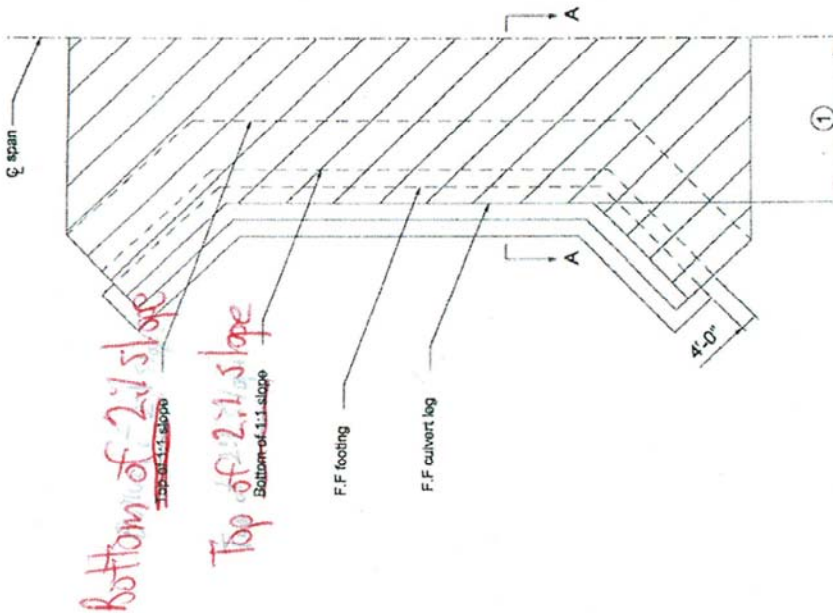 ℄ span
A
A
Bottom of 2:1 slope
Top of 1:1 slope
Top of 2:1 slope
Bottom of 1:1 slope
F.F footing
F.F culvert leg
4'-0"
1